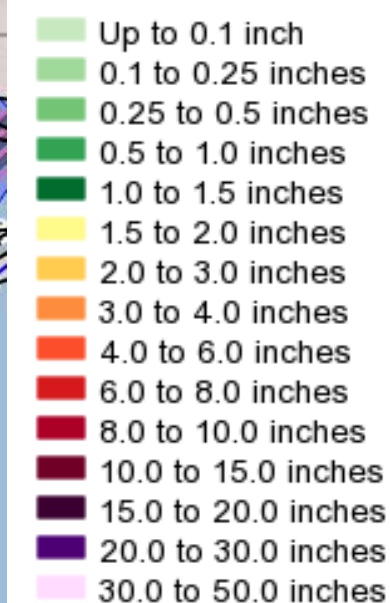 Up to 0.1 inch
0.1 to 0.25 inches
0.25 to 0.5 inches
0.5 to 1.0 inches
1.0 to 1.5 inches
1.5 to 2.0 inches
2.0 to 3.0 inches
3.0 to 4.0 inches
4.0 to 6.0 inches
6.0 to 8.0 inches
8.0 to 10.0 inches
10.0 to 15.0 inches
15.0 to 20.0 inches
20.0 to 30.0 inches
30.0 to 50.0 inches